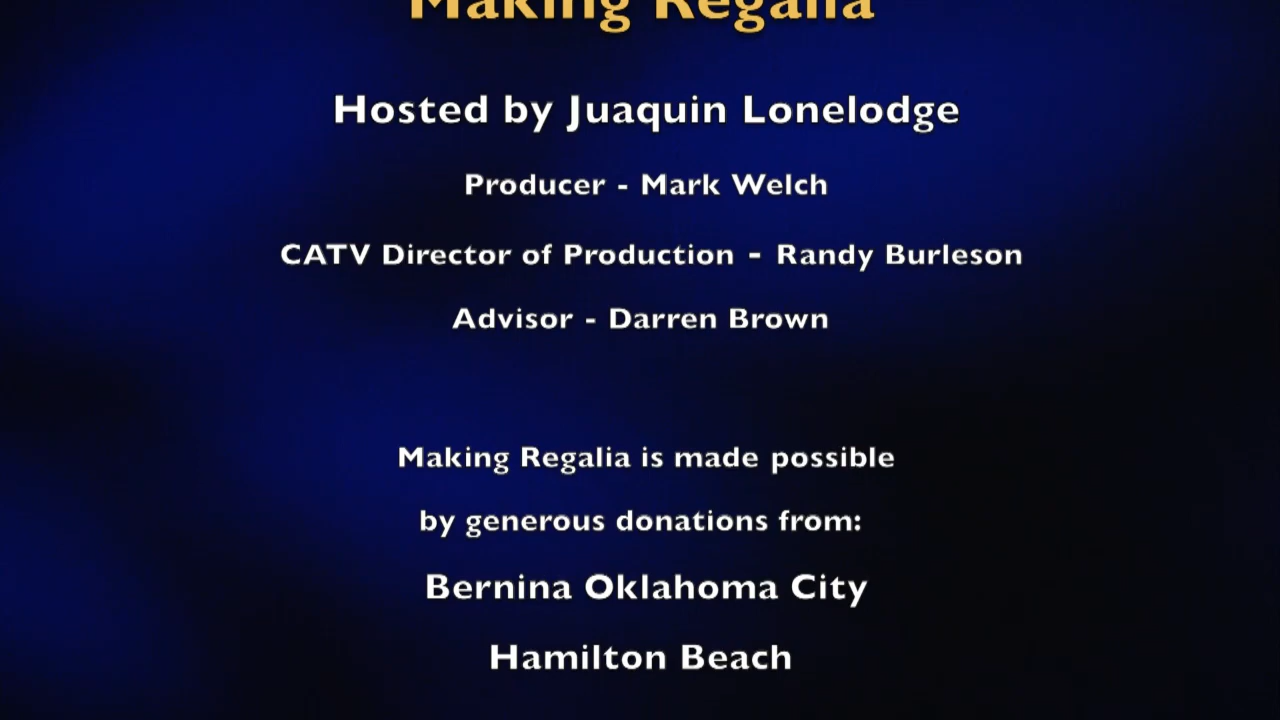 Making Regalia
Hosted by Juaquin Lonelodge
Producer - Mark Welch
CATV Director of Production - Randy Burleson
Advisor - Darren Brown
Making Regalia is made possible
by generous donations from:
Bernina Oklahoma City
Hamilton Beach